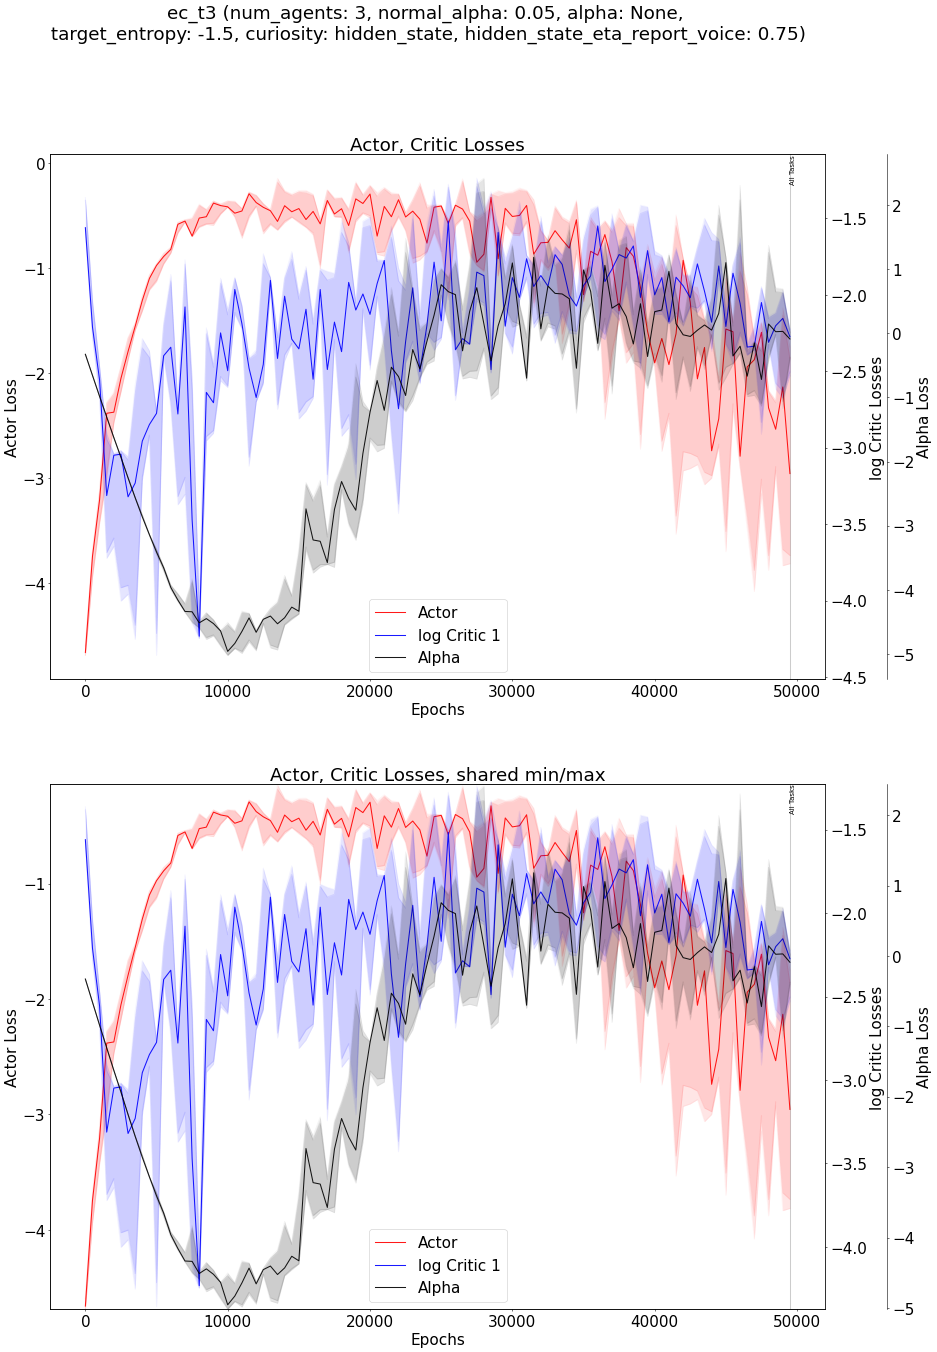 ec_t3 (num_agents: 3, normal_alpha: 0.05, alpha: None,
target_entropy: -1.5, curiosity: hidden_state, hidden_state_eta_report_voice: 0.75)
Actor, Critic Losses
All Tasks
0
−1
−2
−3
−4
Actor Loss
−1.5
−2.0
−2.5
−3.0
−3.5
−4.0
−4.5
log Critic Losses
2
1
0
−1
−2
−3
−4
−5
Alpha Loss
Actor
log Critic 1
Alpha
0 10000 20000 30000 40000 50000
Epochs
Actor, Critic Losses, shared min/max
All Tasks
−1
−2
−3
−4
Actor Loss
−1.5
−2.0
−2.5
−3.0
−3.5
−4.0
log Critic Losses
2
1
0
−1
−2
−3
−4
−5
Alpha Loss
Actor
log Critic 1
Alpha
0 10000 20000 30000 40000 50000
Epochs